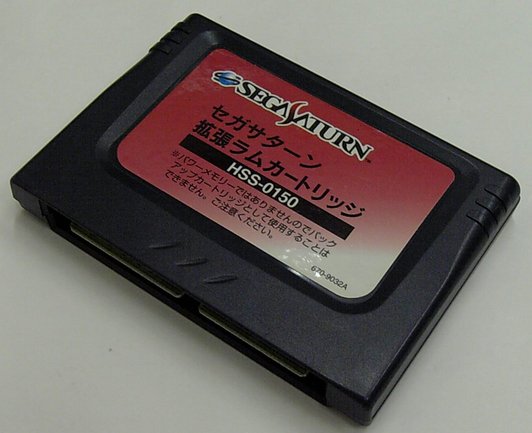 SEGA SATURN™
セガサターン
拡張ラムカートリッジ
HSS-0150
※パワーメモリーではありませんのでバック
アップカートリッジとして使用することは
できません。ご注意ください。
670-9032A